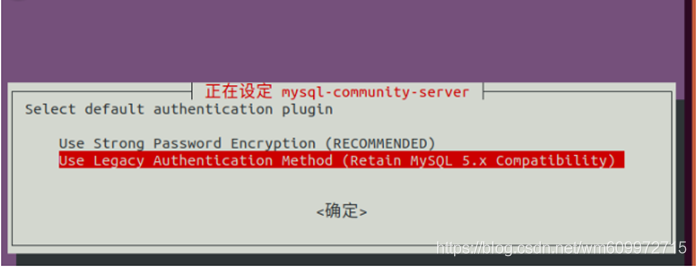 正在设定 mysql-community-server
Select default authentication plugin
Use Strong Password Encryption (RECOMMENDED)
Use Legacy Authentication Method (Retain MySQL 5.x Compatibility)
<确定>
https://blog.csdn.net/wm609972715